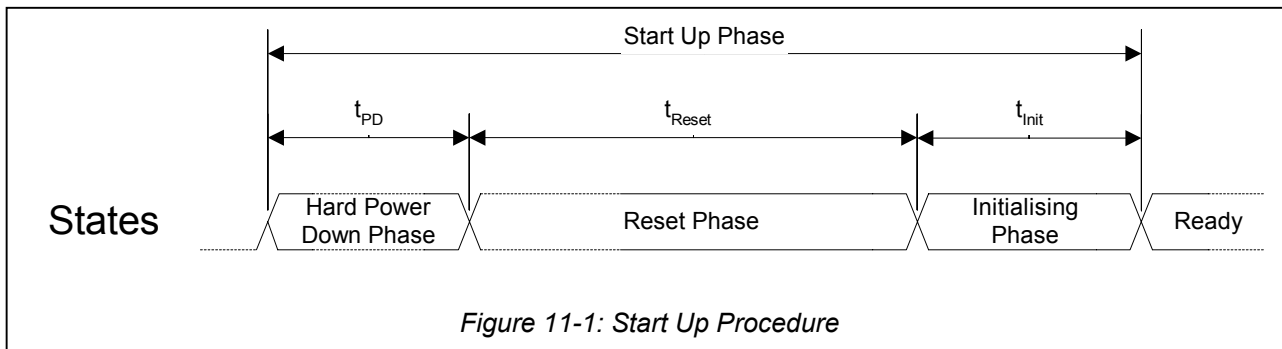 Start Up Phase
tPD
tReset
tInit
States
Hard Power
Down Phase
Reset Phase
Initialising
Phase
Ready
Figure 11-1: Start Up Procedure